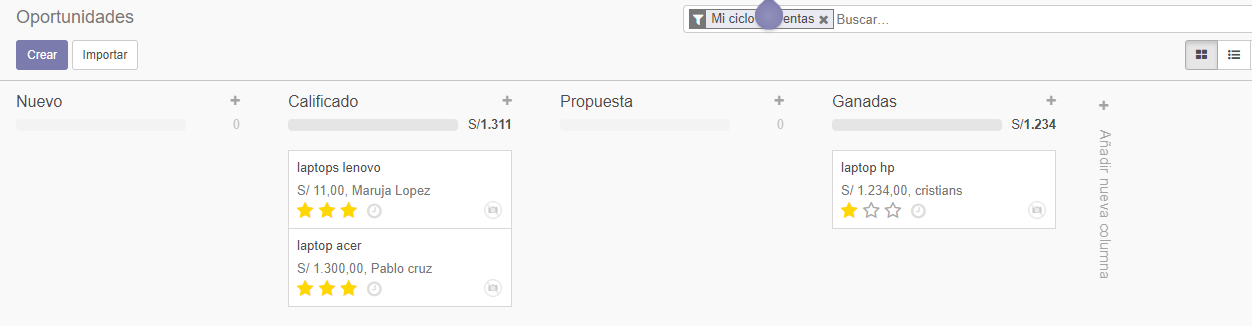 Oportunidades
Mi ciclo entas × Buscar...
Crear Importar
Nuevo +
0
Calificado +
S/1.311
laptops lenovo
S/ 11,00, Maruja Lopez
laptop acer
S/ 1.300,00, Pablo cruz
Propuesta +
0
Ganadas +
S/1.234
laptop hp
S/ 1.234,00, cristians
+
Añadir nueva columna